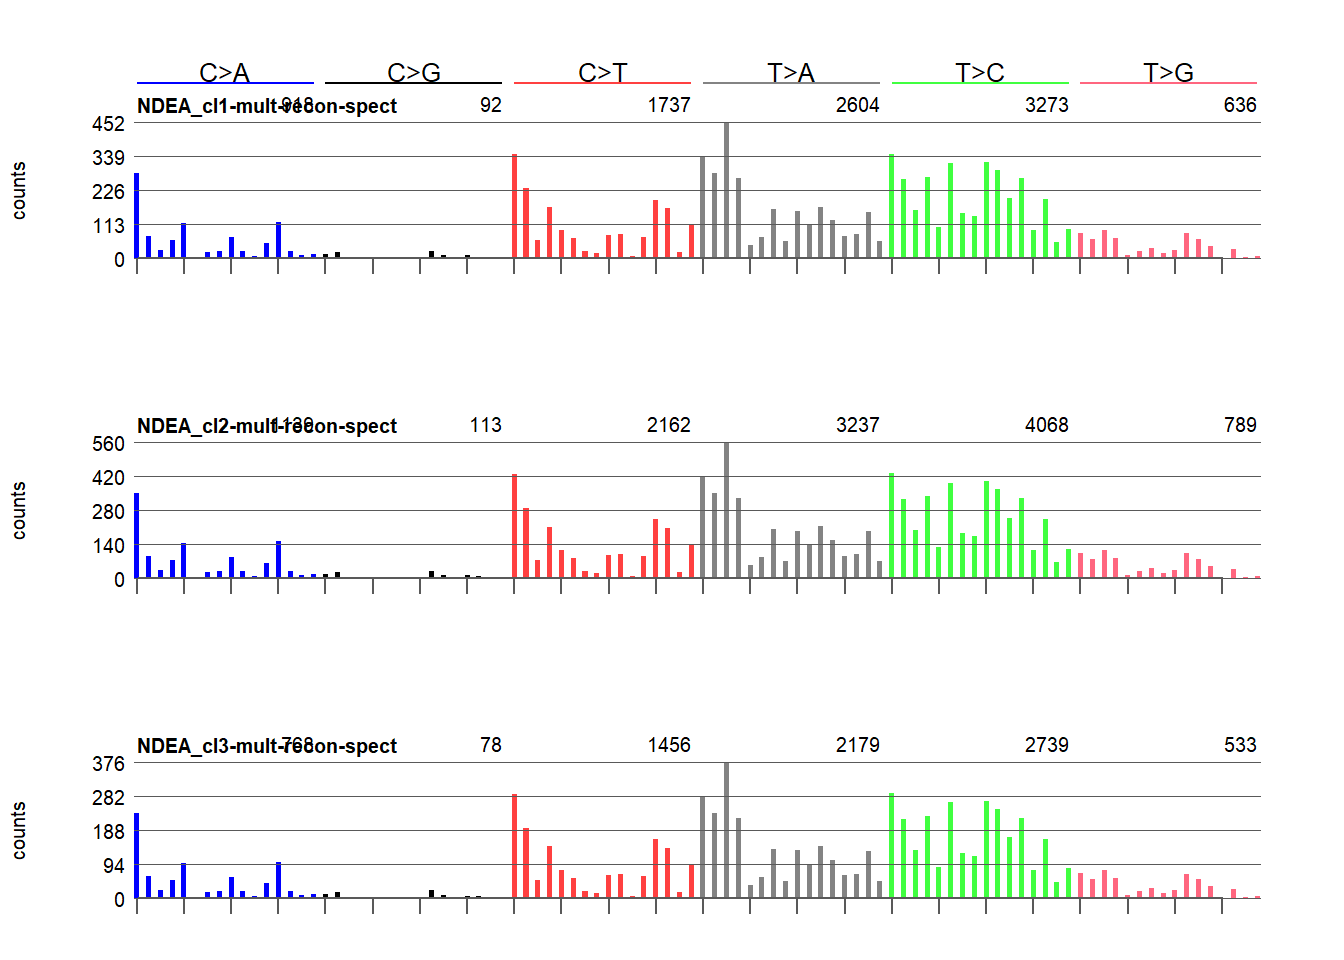 C>A C>G C>T T>A T>C T>G
NDEA_cl1-mult-recon-spect 918 92 1737 2604 3273 636
452
339
226
113
0
counts
NDEA_cl2-mult-recon-spect 113 2162 3237 4068 789
560
420
280
140
0
counts
NDEA_cl3-mult-recon-spect 768 78 1456 2179 2739 533
376
282
188
94
0
counts